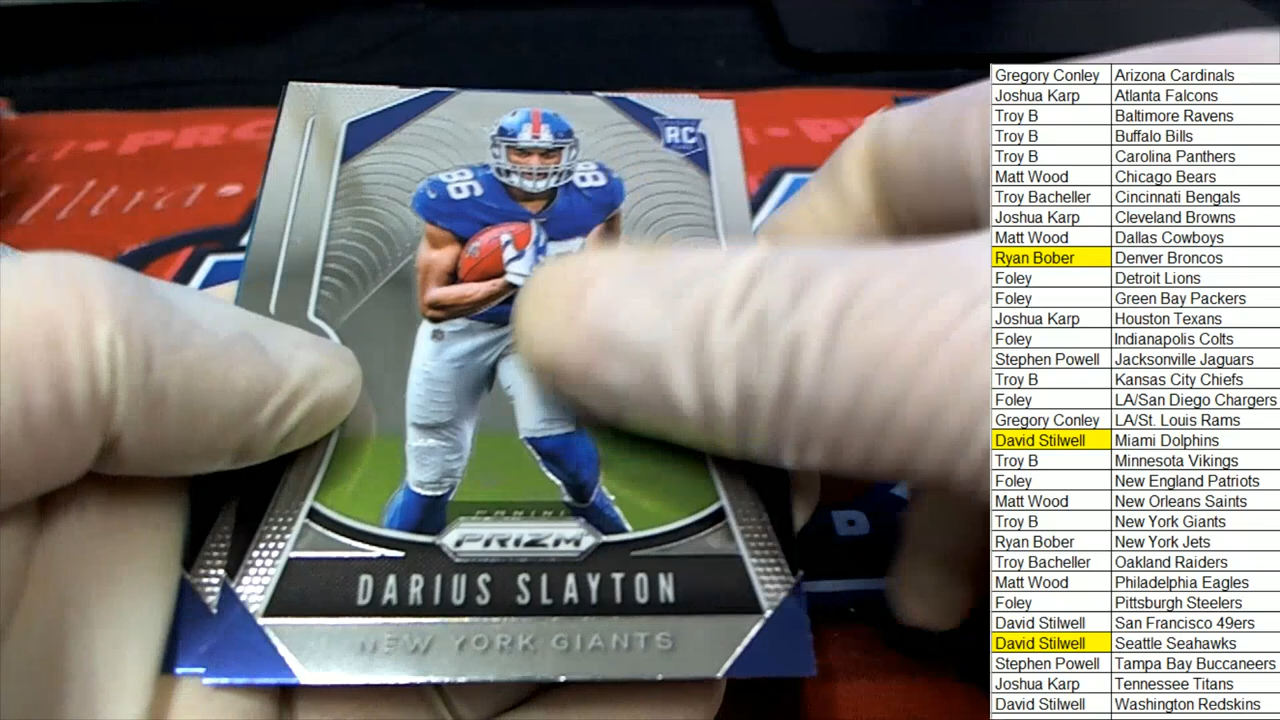 RC
86
86
PANINI
PRIZM
DARIUS SLAYTON
NEW YORK GIANTS
Gregory Conley Arizona Cardinals
Joshua Karp Atlanta Falcons
Troy B Baltimore Ravens
Troy B Buffalo Bills
Troy B Carolina Panthers
Matt Wood Chicago Bears
Troy Bacheller Cincinnati Bengals
Joshua Karp Cleveland Browns
Matt Wood Dallas Cowboys
Ryan Bober Denver Broncos
Foley Detroit Lions
Foley Green Bay Packers
Joshua Karp Houston Texans
Foley Indianapolis Colts
Stephen Powell Jacksonville Jaguars
Troy B Kansas City Chiefs
Foley LA/San Diego Chargers
Gregory Conley LA/St. Louis Rams
David Stilwell Miami Dolphins
Troy B Minnesota Vikings
Foley New England Patriots
Matt Wood New Orleans Saints
Troy B New York Giants
Ryan Bober New York Jets
Troy Bacheller Oakland Raiders
Matt Wood Philadelphia Eagles
Foley Pittsburgh Steelers
David Stilwell San Francisco 49ers
David Stilwell Seattle Seahawks
Stephen Powell Tampa Bay Buccaneers
Joshua Karp Tennessee Titans
David Stilwell Washington Redskins